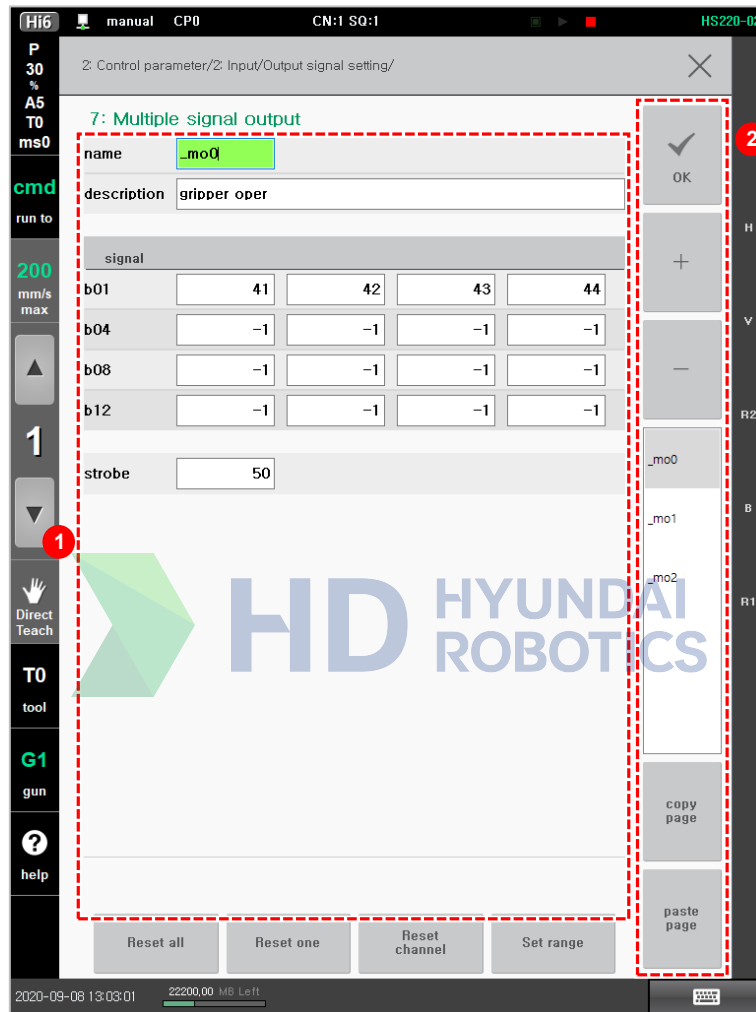 Hi6 manual CP0 CN:1 SQ:1 HS220-02
P
30
%
A5
T0
ms0
cmd
run to
200
mm/s
max
1
Direct
Teach
T0
tool
G1
gun
?
help
2: Control parameter/2: Input/Output signal setting/
7: Multiple signal output
name _mo0
description gripper oper
signal
b01 41 42 43 44
b04 -1 -1 -1 -1
b08 -1 -1 -1 -1
b12 -1 -1 -1 -1
strobe 50
1
HD HYUNDAI
ROBOTICS
Reset all Reset one Reset channel Set range
2
OK
+
-
_mo0
_mo1
_mo2
copy
page
paste
page
H
V
R2
B
R1
2020-09-08 13:03:01 22200,00 MB Left